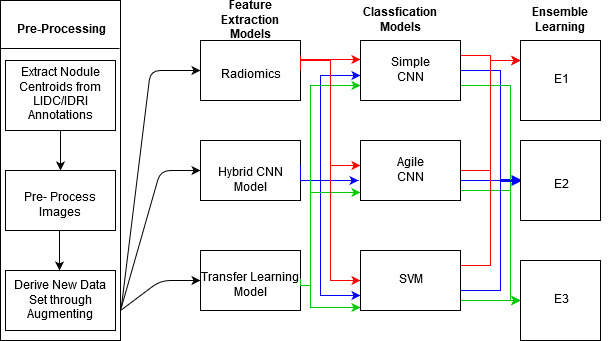 Pre-Processing
Extract Nodule
Centroids from
LIDC/IDRI
Annotations
Pre- Process
Images
Derive New Data
Set through
Augmenting
Feature
Extraction
Models
Radiomics
Hybrid CNN
Model
Transfer Learning
Model
Classfication
Models
Simple
CNN
Agile
CNN
SVM
Ensemble
Learning
E1
E2
E3